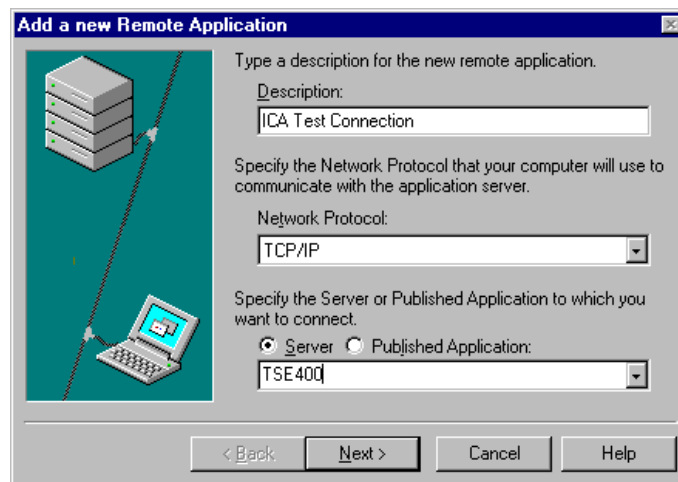 Add a new Remote Application
Type a description for the new remote application.
Description:
ICA Test Connection
Specify the Network Protocol that your computer will use to
communicate with the application server.
Network Protocol:
TCP/IP
Specify the Server or Published Application to which you
want to connect.
Server Published Application:
TSE400
< Back Next > Cancel Help